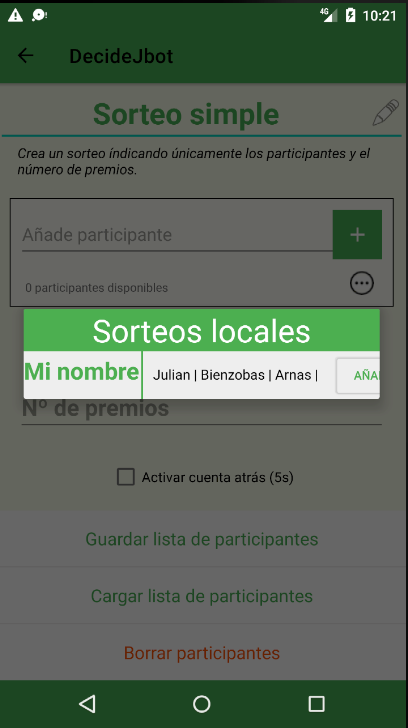 4G 10:21
DecideJbot
Sorteo simple
Crea un sorteo índicando únicamente los participantes y el
número de premios.
Añade participante +
0 participantes disponibles
Sorteos locales
Mi nombre Julian | Bienzobas | Arnas | AÑA
Nº de premios
Activar cuenta atrás (5s)
Guardar lista de participantes
Cargar lista de participantes
Borrar participantes